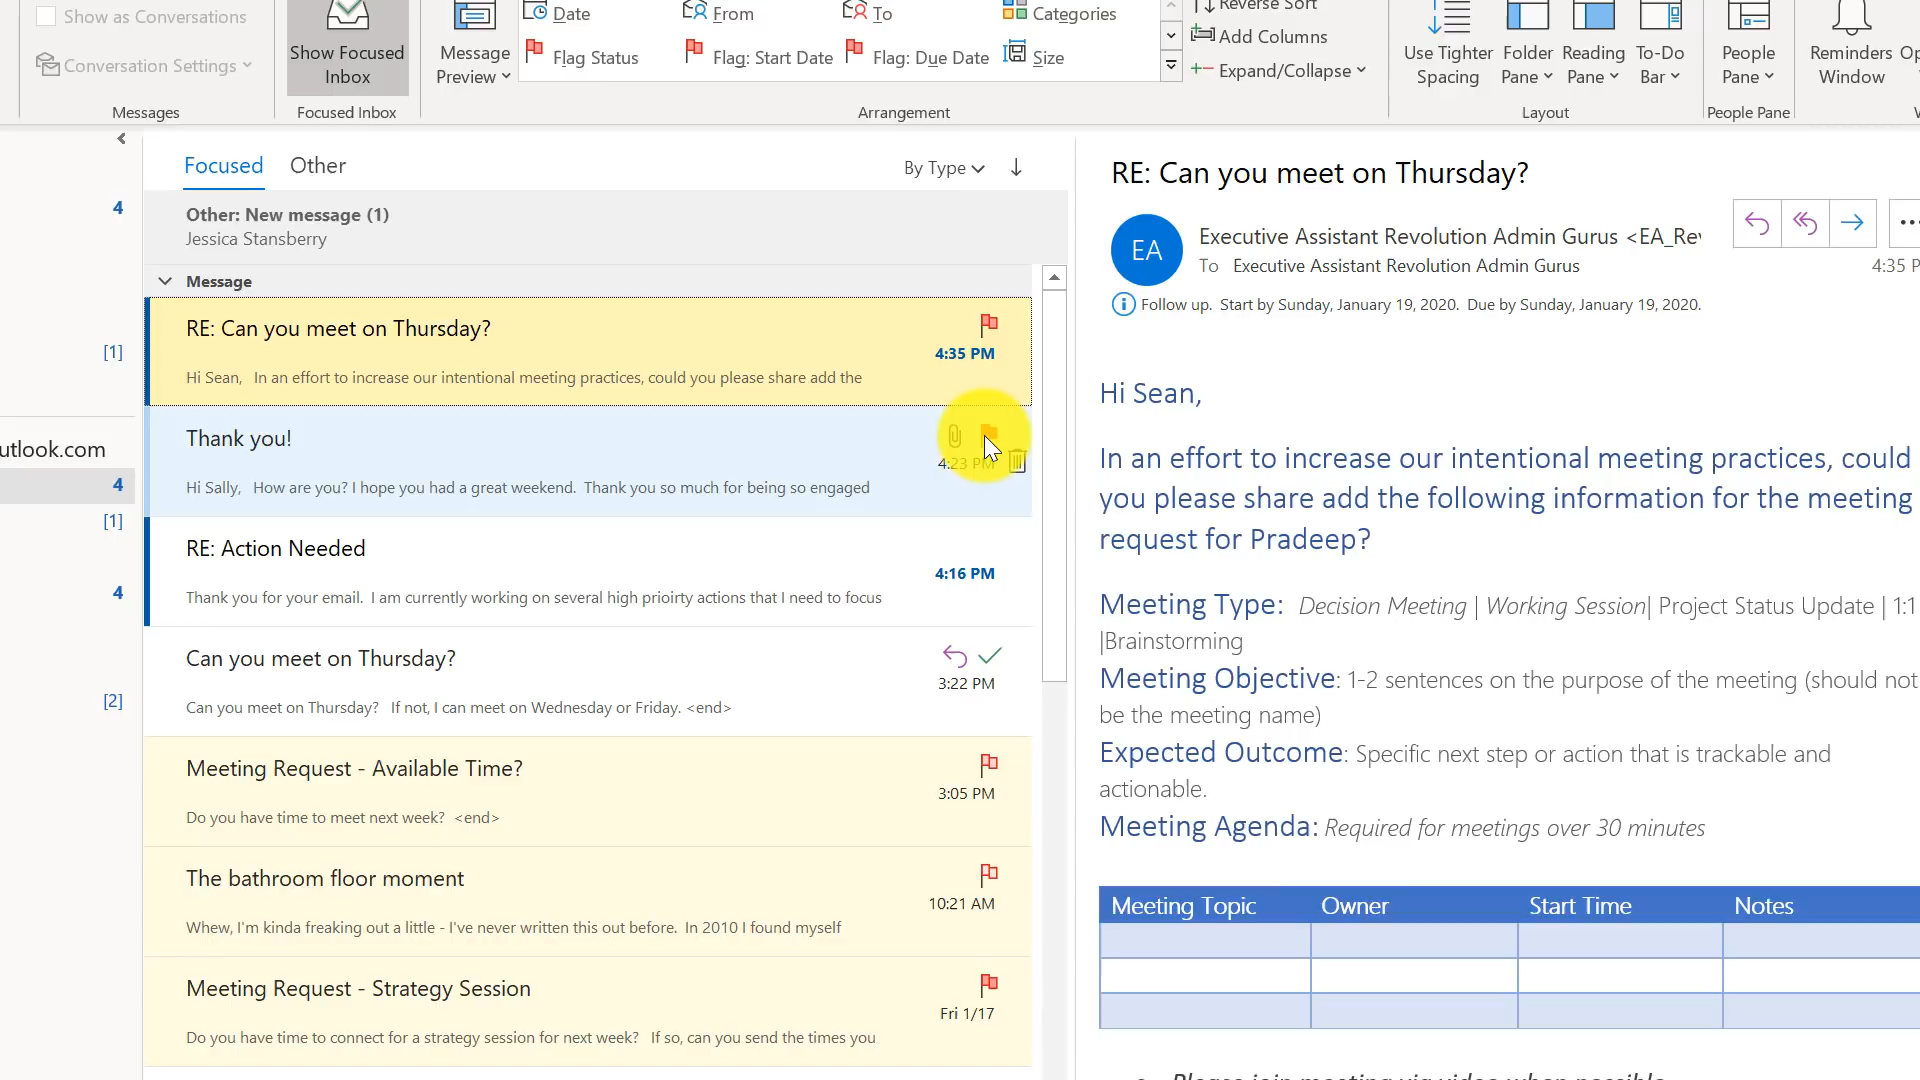 Show as Conversations
Conversation Settings
Messages
Show Focused
Inbox
Focused Inbox
Message
Preview
Date
From
To
Categories
Flag Status
Flag: Start Date
Flag: Due Date
Size
Arrangement
Reverse Sort
Add Columns
Expand/Collapse
Use Tighter
Spacing
Folder
Pane
Reading
Pane
To-Do
Bar
Layout
People
Pane
People Pane
Reminders
Window
4
[1]
utlook.com
4
[1]
4
[2]
Focused Other
By Type
Other: New message (1)
Jessica Stansberry
Message
RE: Can you meet on Thursday?
4:35 PM
Hi Sean, In an effort to increase our intentional meeting practices, could you please share add the
Thank you!
4:23 PM
Hi Sally, How are you? I hope you had a great weekend. Thank you so much for being so engaged
RE: Action Needed
4:16 PM
Thank you for your email. I am currently working on several high prioirty actions that I need to focus
Can you meet on Thursday?
3:22 PM
Can you meet on Thursday? If not, I can meet on Wednesday or Friday. <end>
Meeting Request - Available Time?
3:05 PM
Do you have time to meet next week? <end>
The bathroom floor moment
10:21 AM
Whew, I'm kinda freaking out a little - I've never written this out before. In 2010 I found myself
Meeting Request - Strategy Session
Fri 1/17
Do you have time to connect for a strategy session for next week? If so, can you send the times you
RE: Can you meet on Thursday?
EA
Executive Assistant Revolution Admin Gurus <EA_Rev
To Executive Assistant Revolution Admin Gurus
4:35 P
Follow up. Start by Sunday, January 19, 2020. Due by Sunday, January 19, 2020.
Hi Sean,
In an effort to increase our intentional meeting practices, could
you please share add the following information for the meeting
request for Pradeep?
Meeting Type: Decision Meeting | Working Session| Project Status Update | 1:1
|Brainstorming
Meeting Objective: 1-2 sentences on the purpose of the meeting (should not
be the meeting name)
Expected Outcome: Specific next step or action that is trackable and
actionable.
Meeting Agenda: Required for meetings over 30 minutes
Meeting Topic Owner Start Time Notes
Please join meeting via video when possible